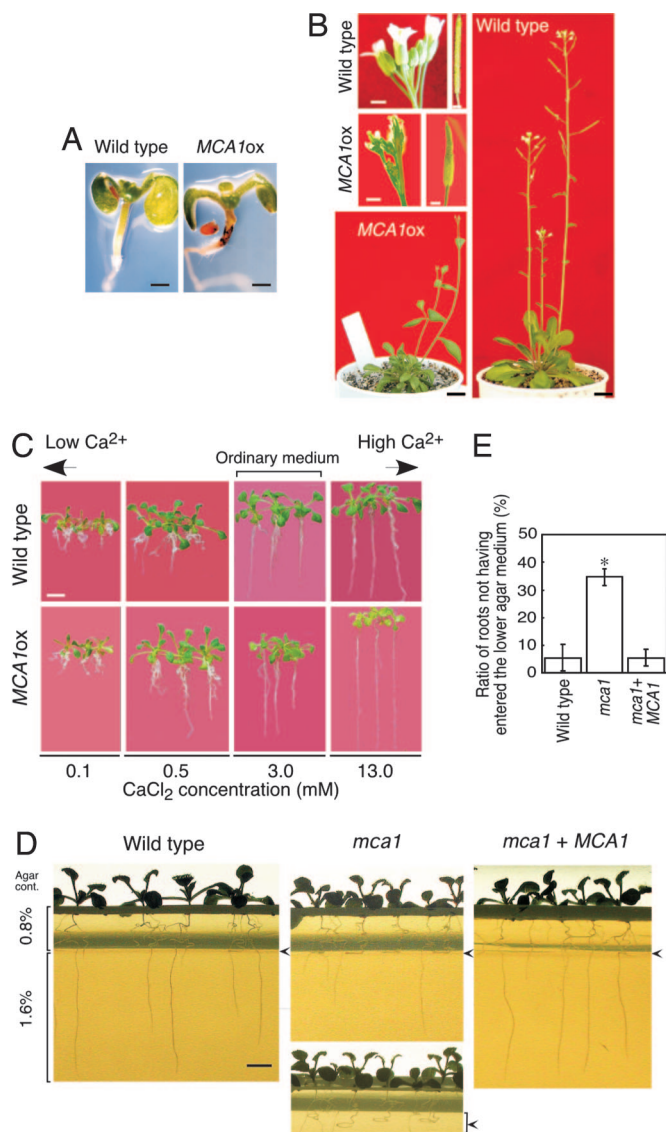 A
Wild type
MCA1ox
B
Wild type
MCA1ox
MCA1ox
Wild type
C
Low Ca2+
Ordinary medium
High Ca2+
Wild type
MCA1ox
0.1
0.5
3.0
13.0
CaCl2 concentration (mM)
E
Ratio of roots not having
entered the lower agar medium (%)
50
40
30
20
10
0
*
Wild type
mca1
mca1+
MCA1
D
Wild type
mca1
mca1 + MCA1
Agar
cont.
0.8%
1.6%